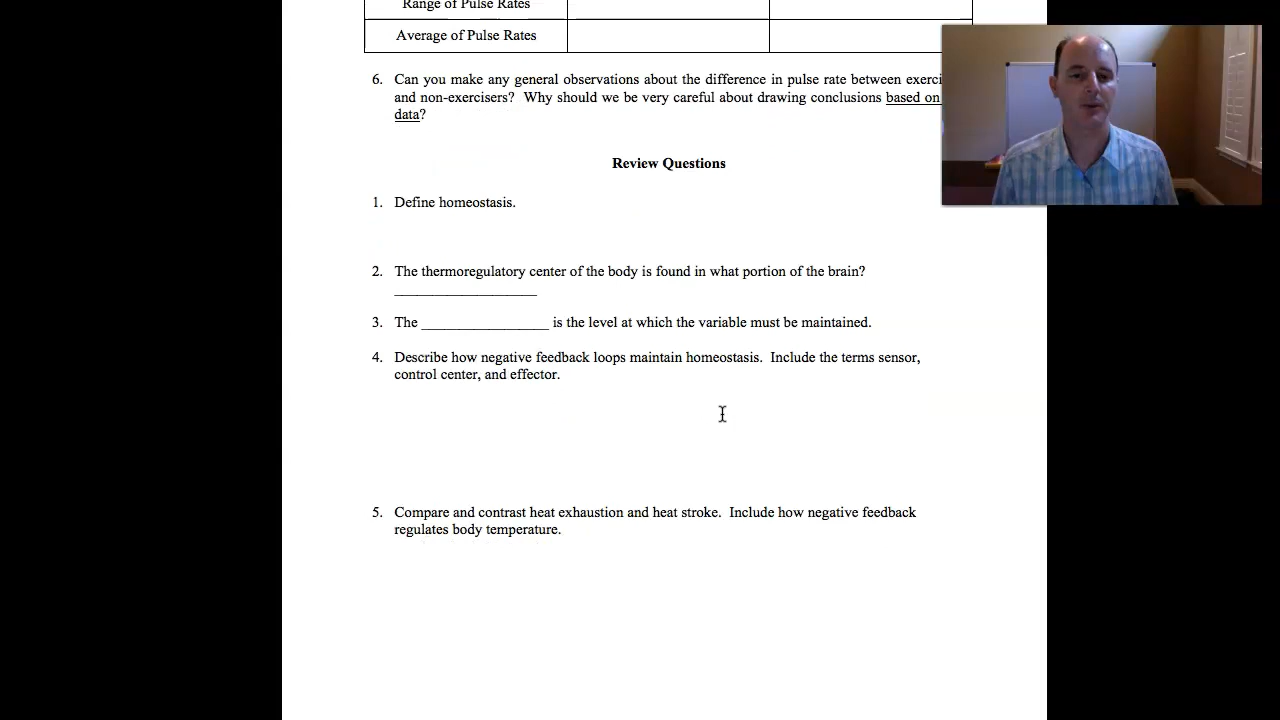 Range of Pulse Rates
Average of Pulse Rates
6. Can you make any general observations about the difference in pulse rate between
and non-exercisers? Why should we be very careful about drawing conclusions based on
data?
Review Questions
1. Define homeostasis.
2. The thermoregulatory center of the body is found in what portion of the brain?
___________________
3. The _________________ is the level at which the variable must be maintained.
4. Describe how negative feedback loops maintain homeostasis. Include the terms sensor,
control center, and effector.
5. Compare and contrast heat exhaustion and heat stroke. Include how negative feedback
regulates body temperature.